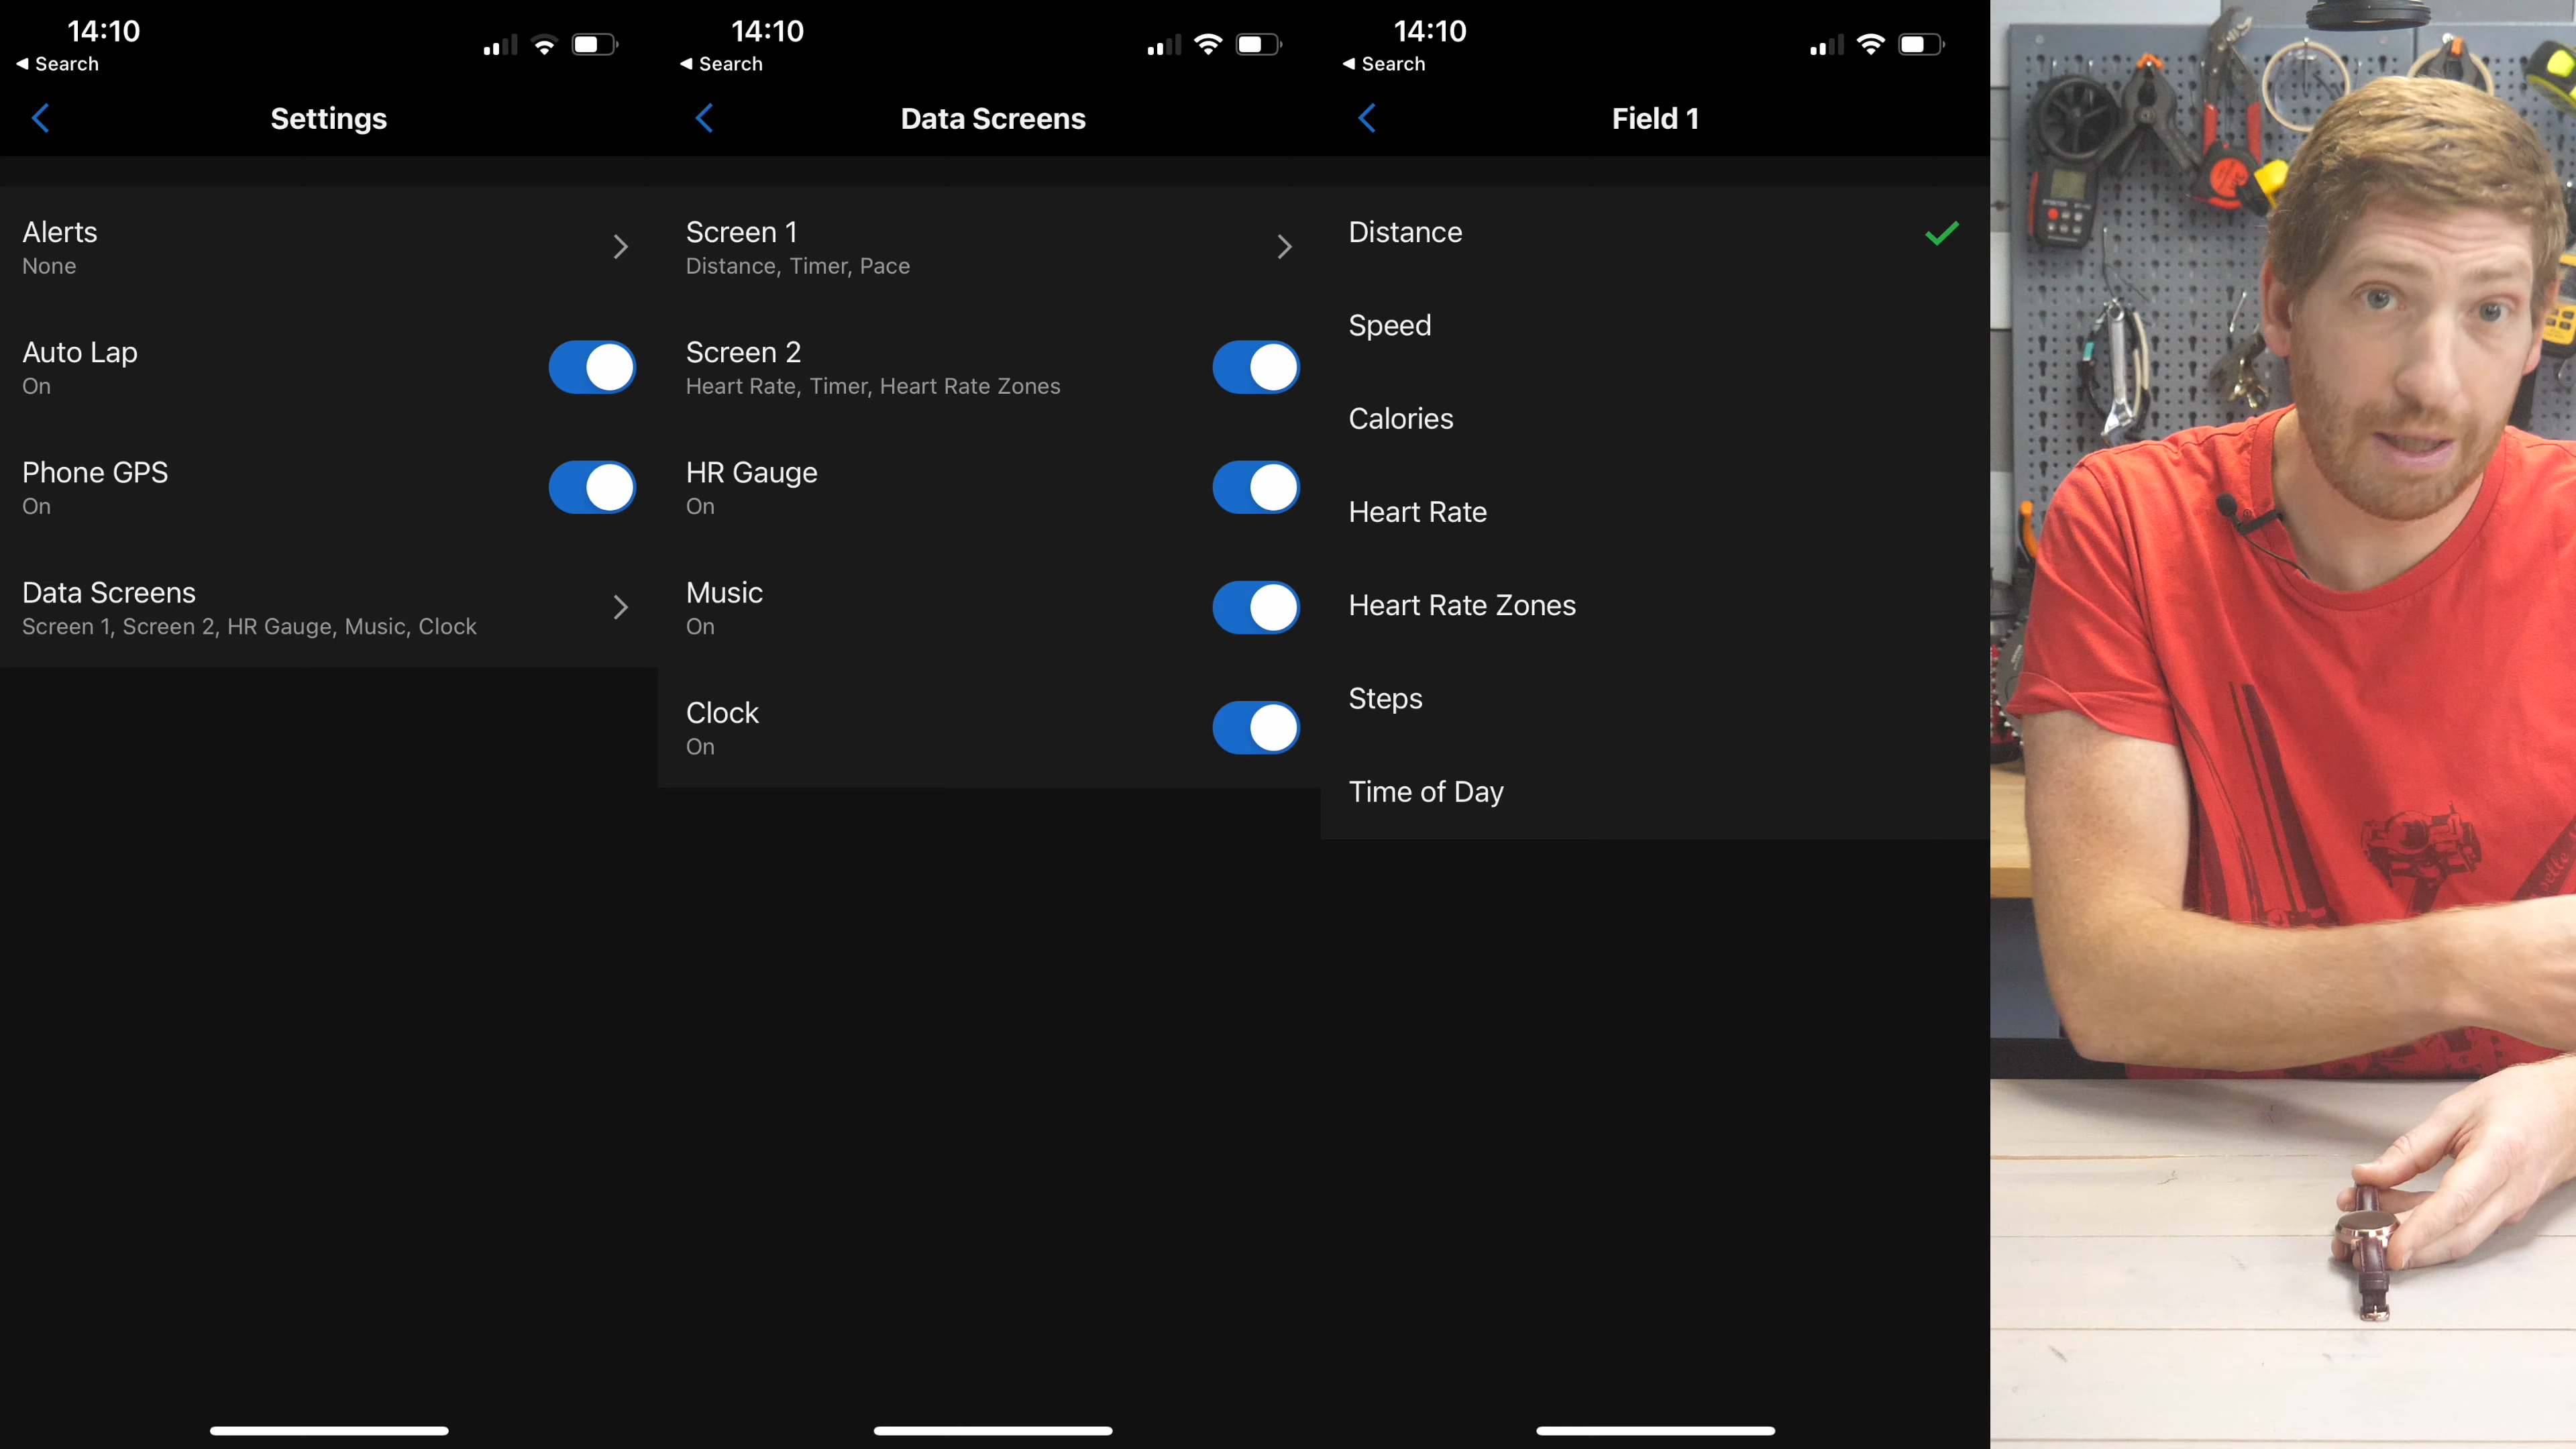 14:10
Search
Settings
Alerts
None
Auto Lap
On
Phone GPS
On
Data Screens
Screen 1, Screen 2, HR Gauge, Music, Clock
14:10
Search
Data Screens
Screen 1
Distance, Timer, Pace
Screen 2
Heart Rate, Timer, Heart Rate Zones
HR Gauge
On
Music
On
Clock
On
14:10
Search
Field 1
Distance
Speed
Calories
Heart Rate
Heart Rate Zones
Steps
Time of Day